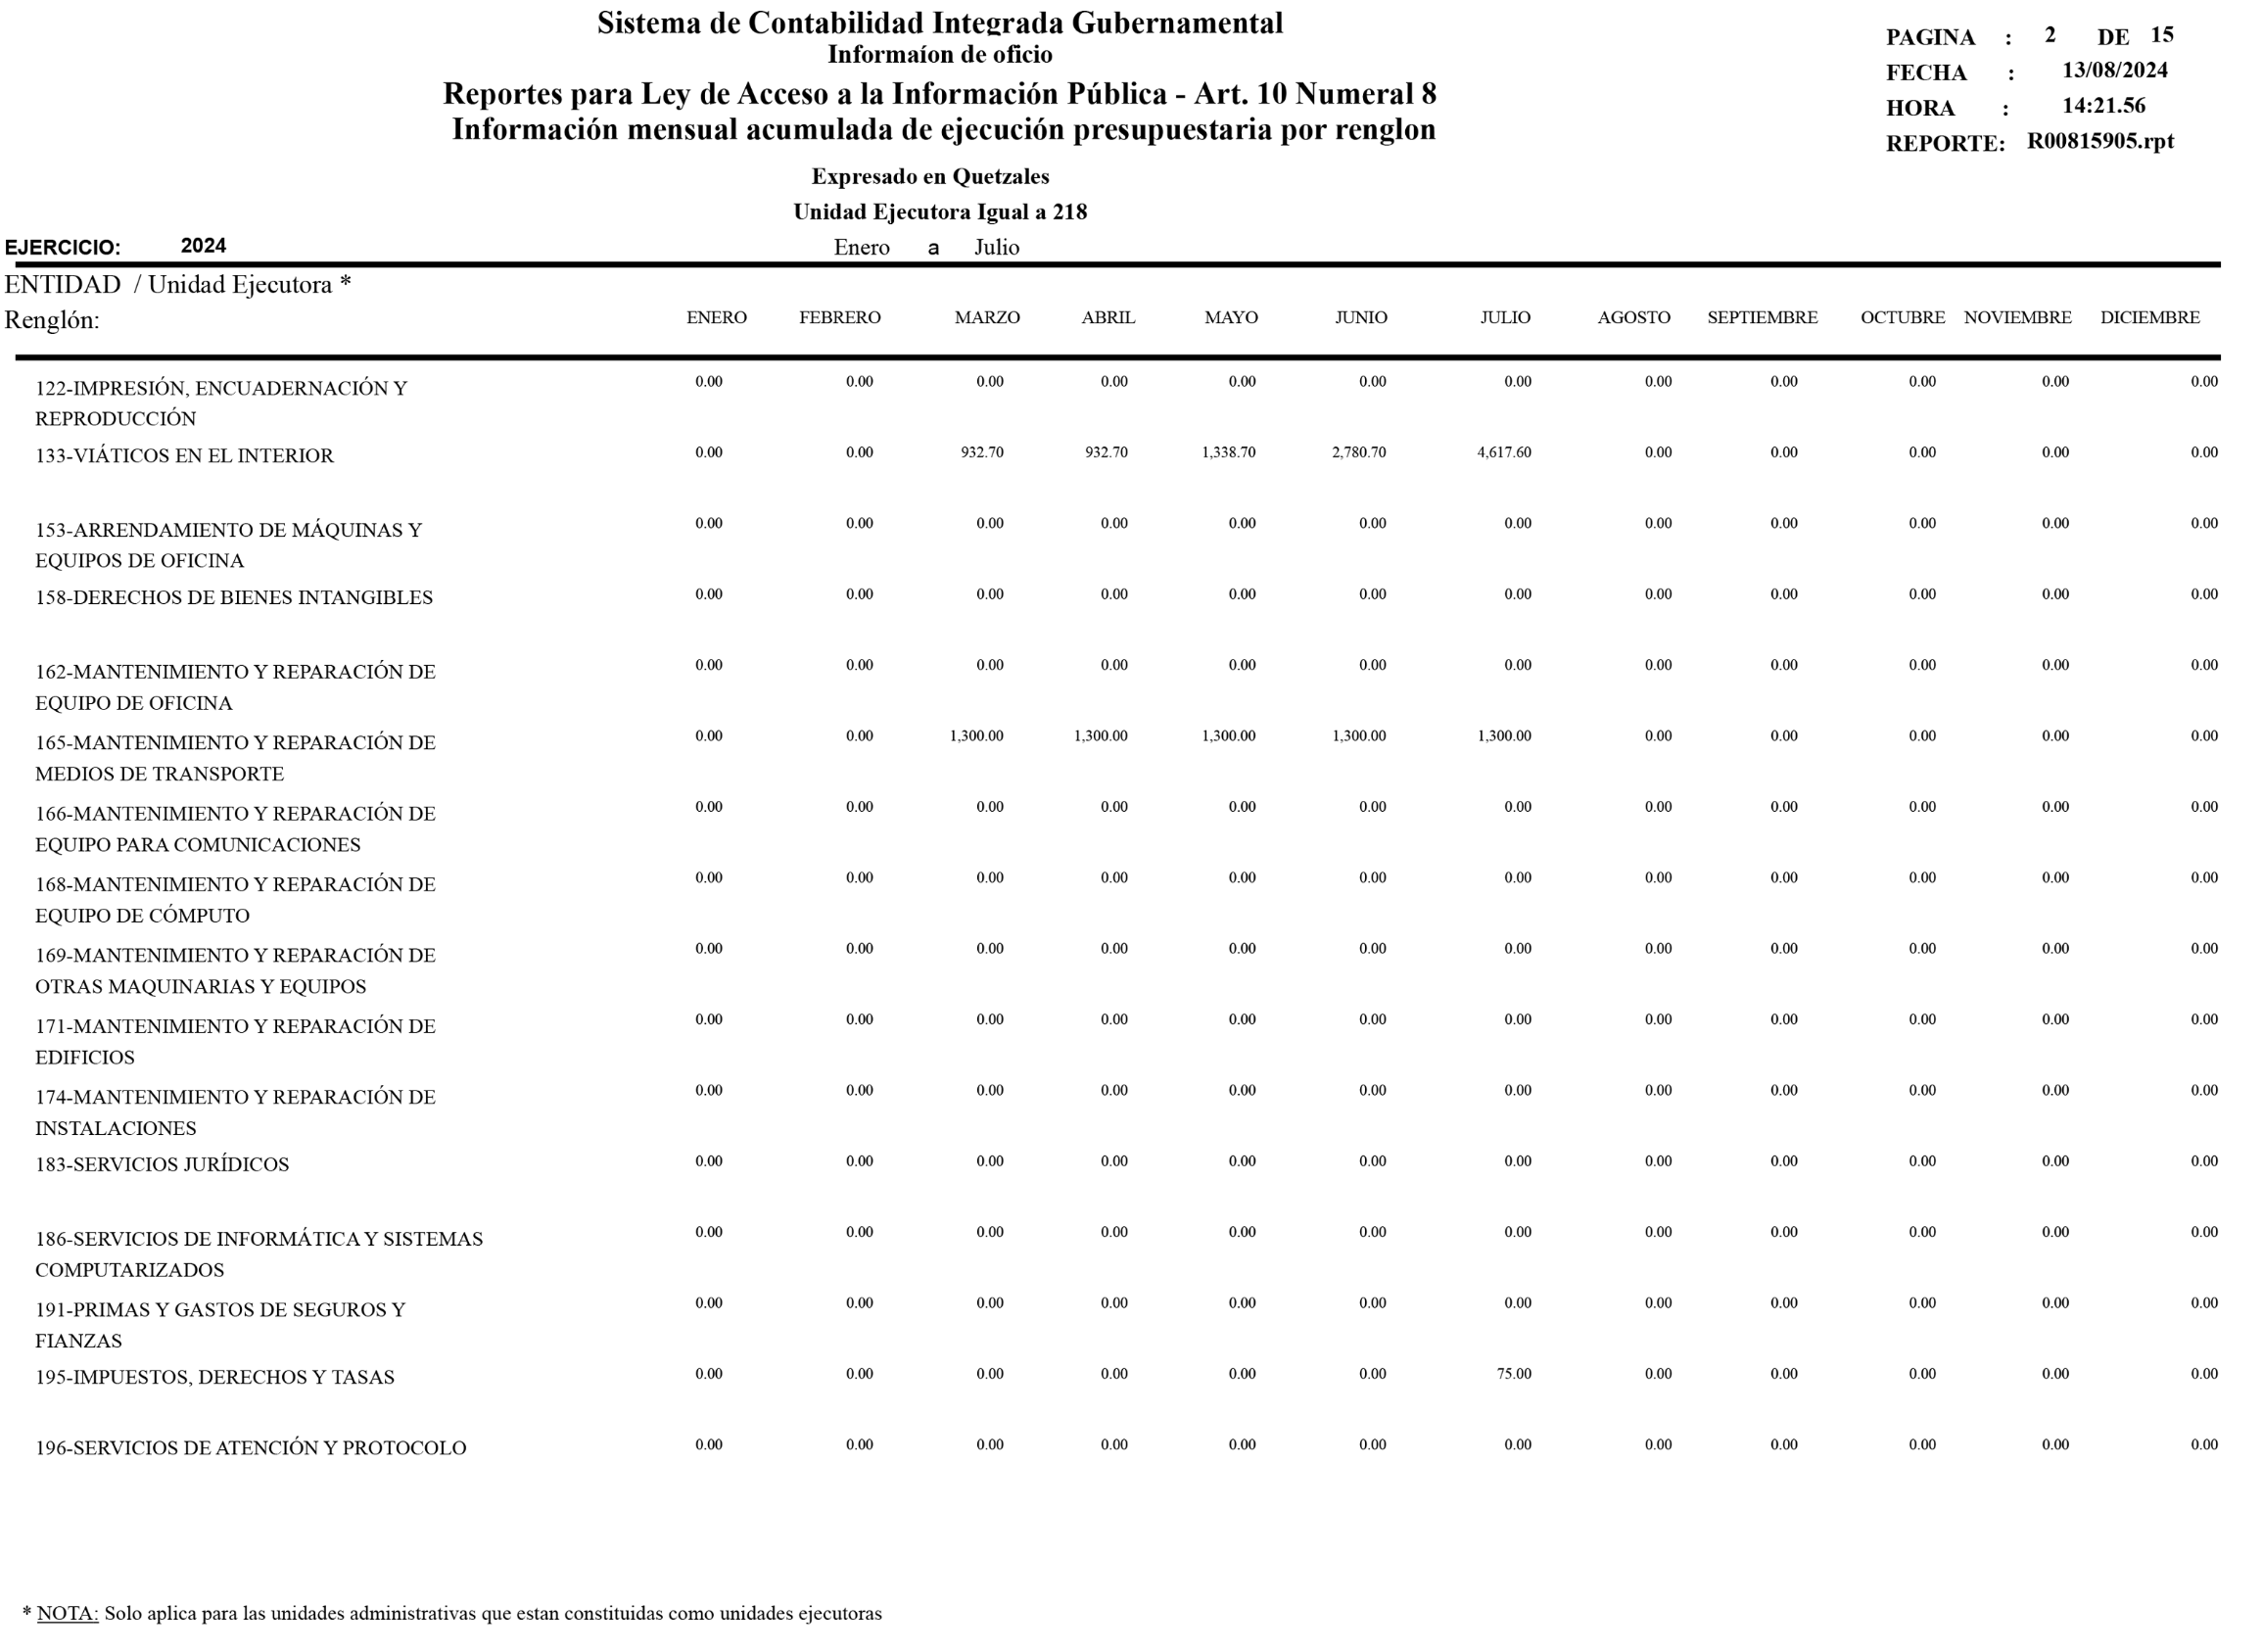 Sistema de Contabilidad Integrada Gubernamental
Informaíon de oficio
Reportes para Ley de Acceso a la Información Pública - Art. 10 Numeral 8
Información mensual acumulada de ejecución presupuestaria por renglon
Expresado en Quetzales
Unidad Ejecutora Igual a 218
PAGINA : 2 DE 15
FECHA : 13/08/2024
HORA : 14:21.56
REPORTE: R00815905.rpt
EJERCICIO: 2024 Enero a Julio
ENTIDAD / Unidad Ejecutora *
Renglón: ENERO FEBRERO MARZO ABRIL MAYO JUNIO JULIO AGOSTO SEPTIEMBRE OCTUBRE NOVIEMBRE DICIEMBRE
122-IMPRESIÓN, ENCUADERNACIÓN Y 0.00 0.00 0.00 0.00 0.00 0.00 0.00 0.00 0.00 0.00 0.00 0.00
REPRODUCCIÓN
133-VIÁTICOS EN EL INTERIOR 0.00 0.00 932.70 932.70 1,338.70 2,780.70 4,617.60 0.00 0.00 0.00 0.00 0.00
153-ARRENDAMIENTO DE MÁQUINAS Y 0.00 0.00 0.00 0.00 0.00 0.00 0.00 0.00 0.00 0.00 0.00 0.00
EQUIPOS DE OFICINA
158-DERECHOS DE BIENES INTANGIBLES 0.00 0.00 0.00 0.00 0.00 0.00 0.00 0.00 0.00 0.00 0.00 0.00
162-MANTENIMIENTO Y REPARACIÓN DE 0.00 0.00 0.00 0.00 0.00 0.00 0.00 0.00 0.00 0.00 0.00 0.00
EQUIPO DE OFICINA
165-MANTENIMIENTO Y REPARACIÓN DE 0.00 0.00 1,300.00 1,300.00 1,300.00 1,300.00 1,300.00 0.00 0.00 0.00 0.00 0.00
MEDIOS DE TRANSPORTE
166-MANTENIMIENTO Y REPARACIÓN DE 0.00 0.00 0.00 0.00 0.00 0.00 0.00 0.00 0.00 0.00 0.00 0.00
EQUIPO PARA COMUNICACIONES
168-MANTENIMIENTO Y REPARACIÓN DE 0.00 0.00 0.00 0.00 0.00 0.00 0.00 0.00 0.00 0.00 0.00 0.00
EQUIPO DE CÓMPUTO
169-MANTENIMIENTO Y REPARACIÓN DE 0.00 0.00 0.00 0.00 0.00 0.00 0.00 0.00 0.00 0.00 0.00 0.00
OTRAS MAQUINARIAS Y EQUIPOS
171-MANTENIMIENTO Y REPARACIÓN DE 0.00 0.00 0.00 0.00 0.00 0.00 0.00 0.00 0.00 0.00 0.00 0.00
EDIFICIOS
174-MANTENIMIENTO Y REPARACIÓN DE 0.00 0.00 0.00 0.00 0.00 0.00 0.00 0.00 0.00 0.00 0.00 0.00
INSTALACIONES
183-SERVICIOS JURÍDICOS 0.00 0.00 0.00 0.00 0.00 0.00 0.00 0.00 0.00 0.00 0.00 0.00
186-SERVICIOS DE INFORMÁTICA Y SISTEMAS 0.00 0.00 0.00 0.00 0.00 0.00 0.00 0.00 0.00 0.00 0.00 0.00
COMPUTARIZADOS
191-PRIMAS Y GASTOS DE SEGUROS Y 0.00 0.00 0.00 0.00 0.00 0.00 0.00 0.00 0.00 0.00 0.00 0.00
FIANZAS
195-IMPUESTOS, DERECHOS Y TASAS 0.00 0.00 0.00 0.00 0.00 0.00 75.00 0.00 0.00 0.00 0.00 0.00
196-SERVICIOS DE ATENCIÓN Y PROTOCOLO 0.00 0.00 0.00 0.00 0.00 0.00 0.00 0.00 0.00 0.00 0.00 0.00
* NOTA: Solo aplica para las unidades administrativas que estan constituidas como unidades ejecutoras